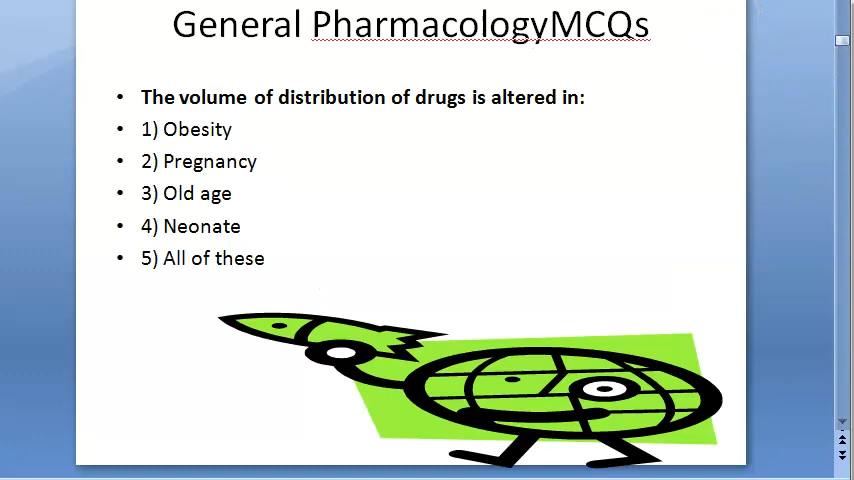 General PharmacologyMCQs
• The volume of distribution of drugs is altered in:
• 1) Obesity
• 2) Pregnancy
• 3) Old age
• 4) Neonate
• 5) All of these